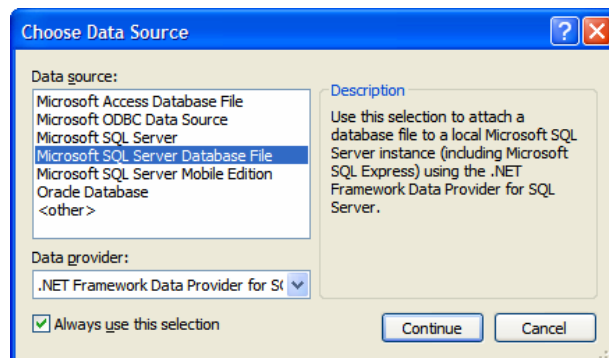 Choose Data Source
Data source:
Microsoft Access Database File
Microsoft ODBC Data Source
Microsoft SQL Server
Microsoft SQL Server Database File
Microsoft SQL Server Mobile Edition
Oracle Database
<other>
Data provider:
.NET Framework Data Provider for S
Always use this selection
Description
Use this selection to attach a
database file to a local Microsoft SQL
Server instance (including Microsoft
SQL Express) using the .NET
Framework Data Provider for SQL
Server.
Continue
Cancel